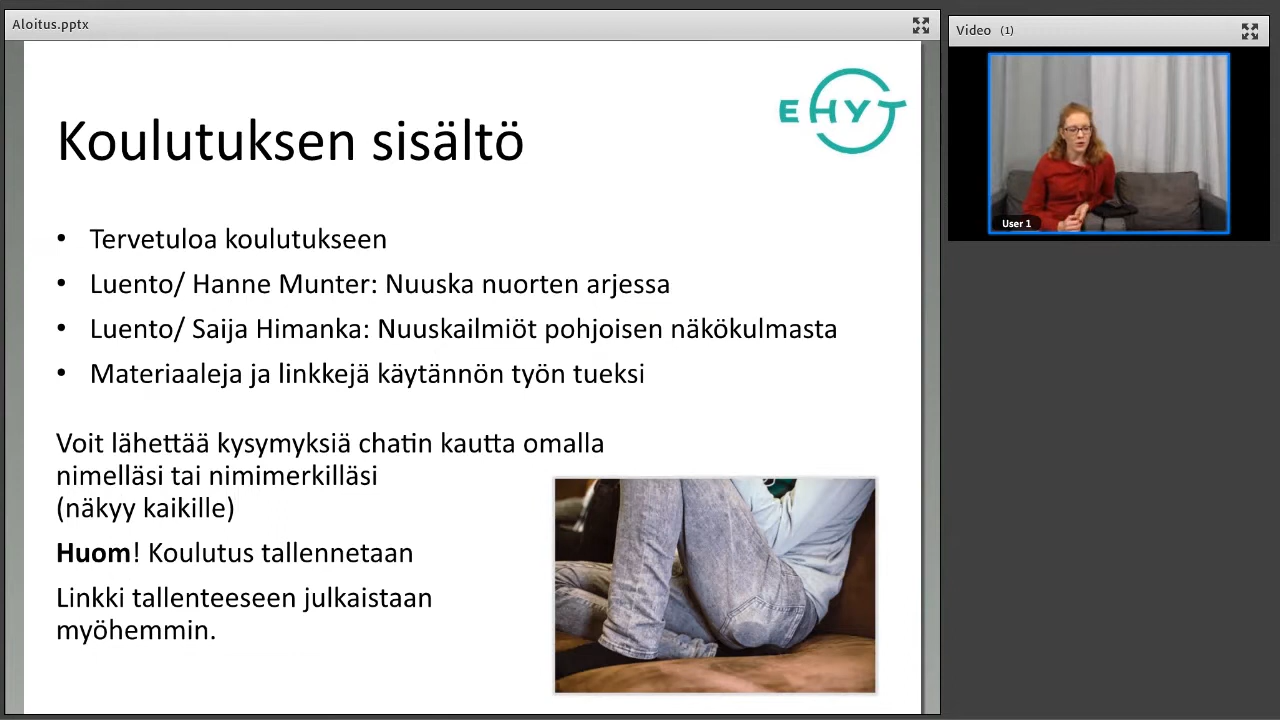 Aloitus.pptx
Video (1)
EHYT
Koulutuksen sisältö
• Tervetuloa koulutukseen
• Luento/ Hanne Munter: Nuuska nuorten arjessa
• Luento/ Saija Himanka: Nuuskailmiöt pohjoisen näkökulmasta
• Materiaaleja ja linkkejä käytännön työn tueksi
Voit lähettää kysymyksiä chatin kautta omalla
nimelläsi tai nimimerkilläsi
(näkyy kaikille)
Huom! Koulutus tallennetaan
Linkki tallenteeseen julkaistaan
myöhemmin.
User 1